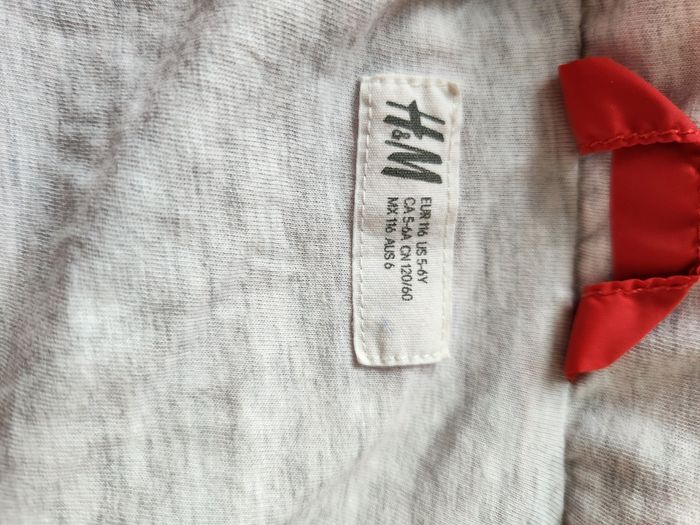 H&M
EUR 116 US 5-6Y
CA 5-6A CN 120/60
MX 116 AUS 6